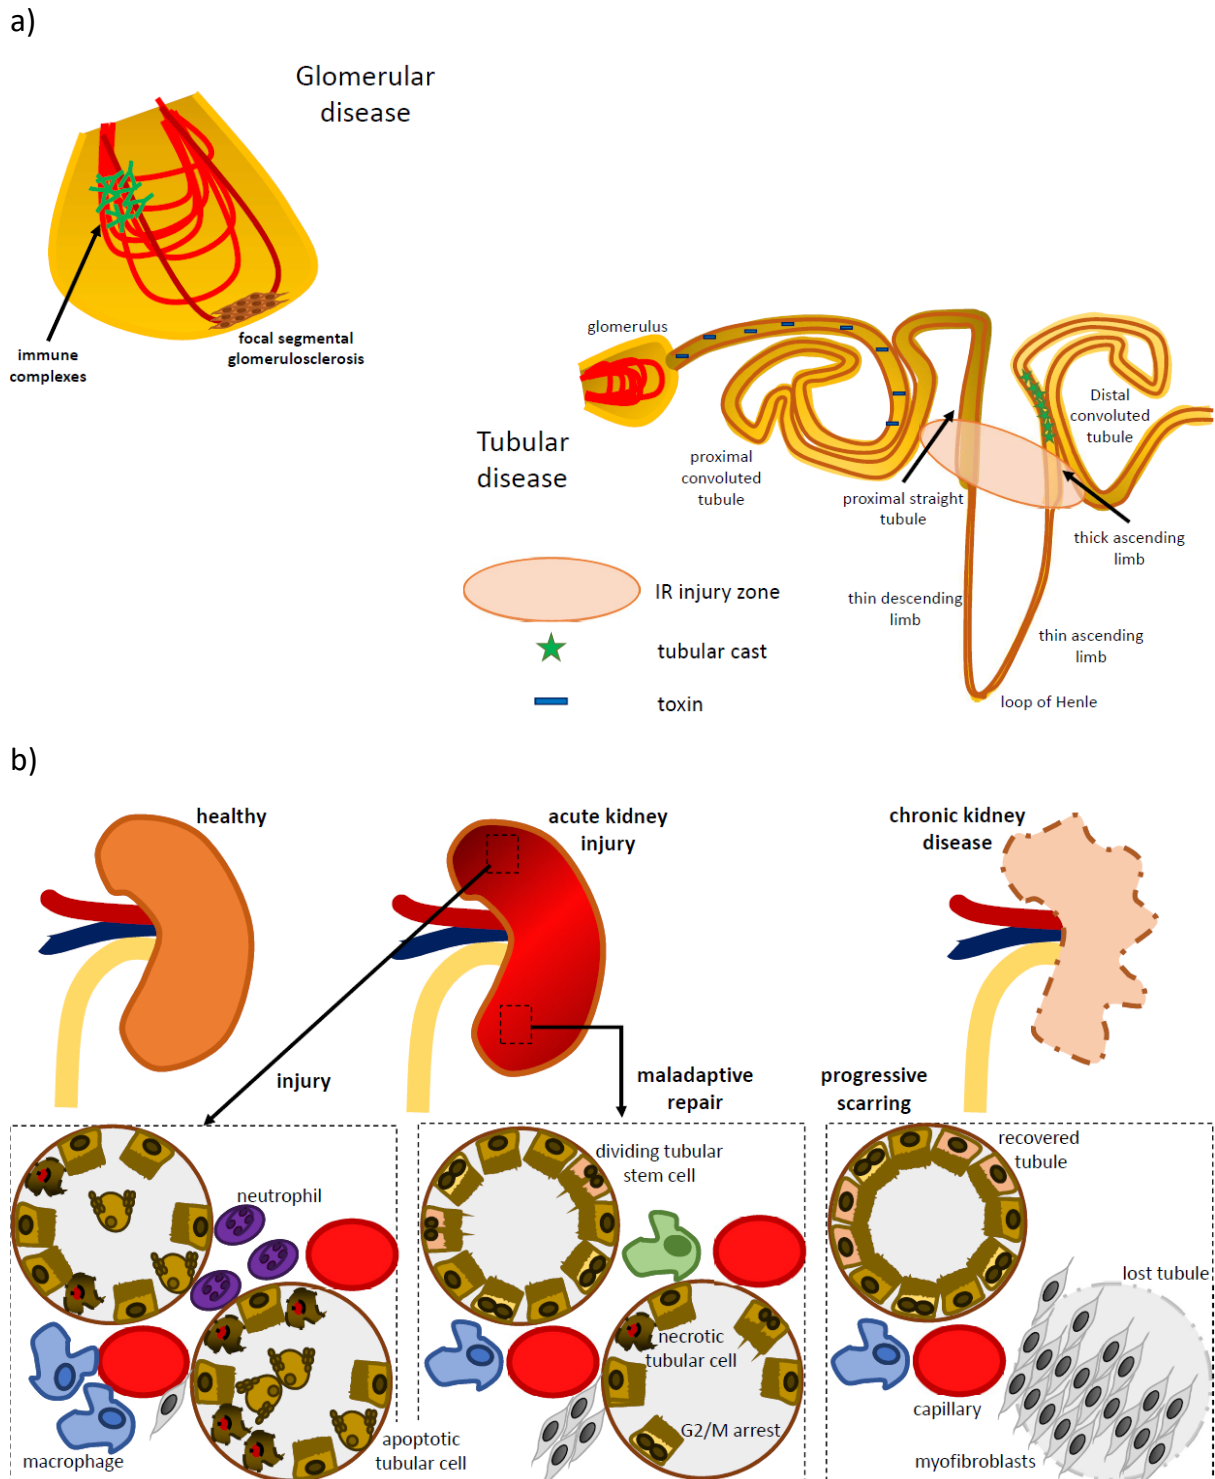 a)
Glomerular
disease
immune
complexes
focal segmental
glomerulosclerosis
glomerulus
Tubular
disease
proximal
convoluted
tubule
Distal
convoluted
tubule
proximal straight
tubule
thick ascending
limb
IR injury zone
thin descending
limb
tubular cast
thin ascending
limb
toxin
loop of Henle
b)
healthy
acute kidney
injury
chronic kidney
disease
injury
maladaptive
repair
progressive
scarring
neutrophil
dividing tubular
stem cell
recovered
tubule
lost tubule
necrotic
tubular cell
macrophage
apoptotic
tubular cell
G2/M arrest
capillary
myofibroblasts